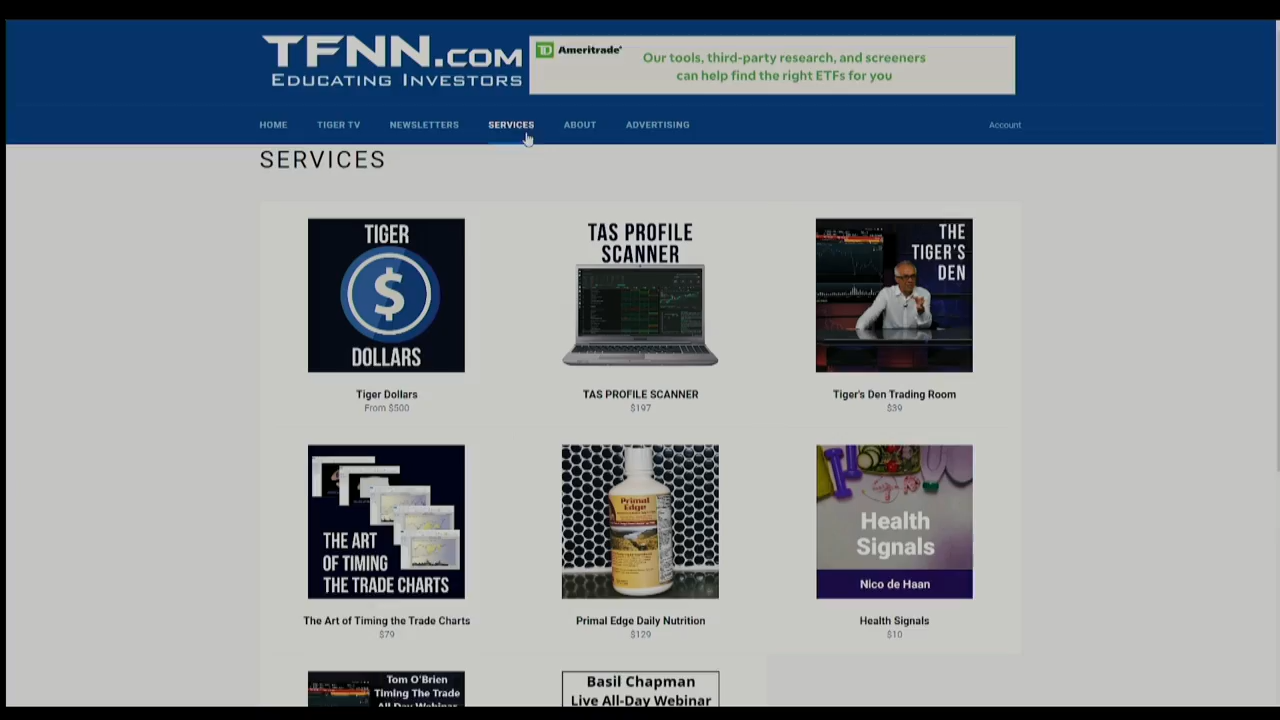 TFNN.COM
EDUCATING INVESTORS
TD Ameritrade
Our tools, third-party research, and screeners
can help find the right ETFs for you
HOME TIGER TV NEWSLETTERS SERVICES ABOUT ADVERTISING Account
SERVICES
TIGER
$
DOLLARS
Tiger Dollars
From $500
TAS PROFILE
SCANNER
TAS PROFILE SCANNER
$197
THE
TIGER'S
DEN
Tiger's Den Trading Room
$39
THE ART
OF TIMING
THE TRADE CHARTS
The Art of Timing the Trade Charts
$79
Primal
Edge
Primal Edge Daily Nutrition
$129
Health
Signals
Nico de Haan
Health Signals
$10
Tom O'Brien
Timing The Trade
All-Day Webinar
Basil Chapman
Live All-Day Webinar